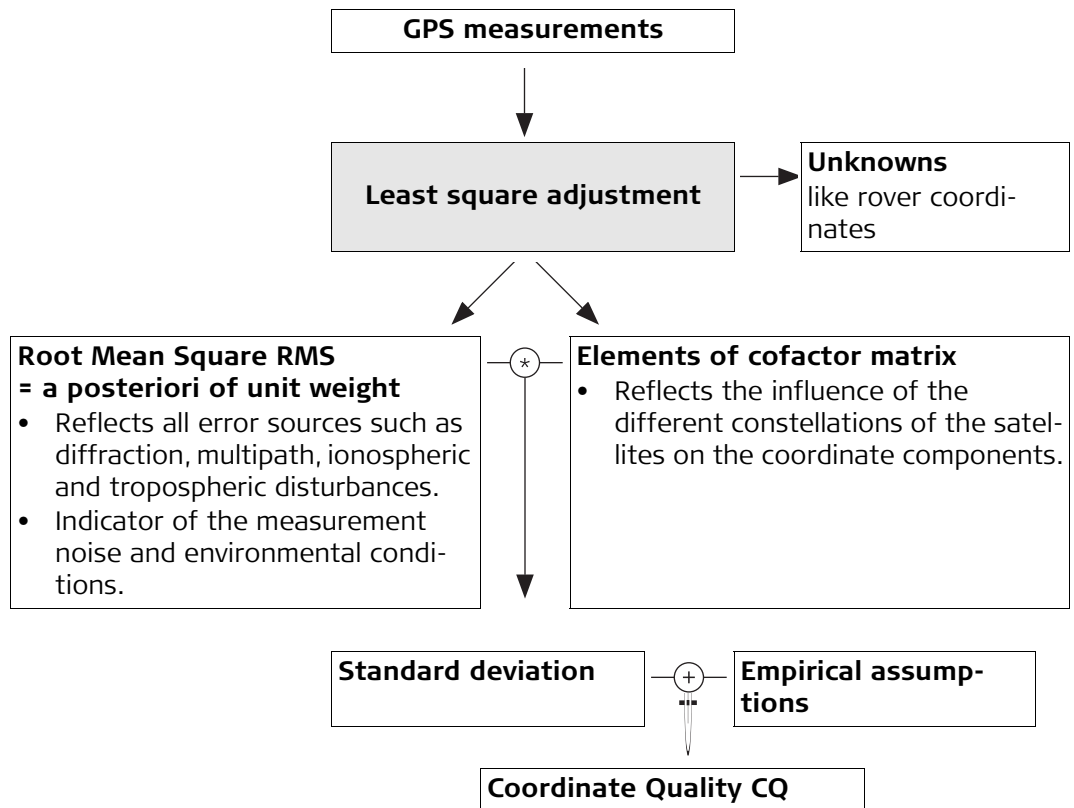 GPS measurements
Least square adjustment
Unknowns
like rover coordi-
nates
Root Mean Square RMS
= a posteriori of unit weight
• Reflects all error sources such as
diffraction, multipath, ionospheric
and tropospheric disturbances.
• Indicator of the measurement
noise and environmental condi-
tions.
*
Elements of cofactor matrix
• Reflects the influence of the
different constellations of the satel-
lites on the coordinate components.
Standard deviation
+
Empirical assump-
tions
Coordinate Quality CQ